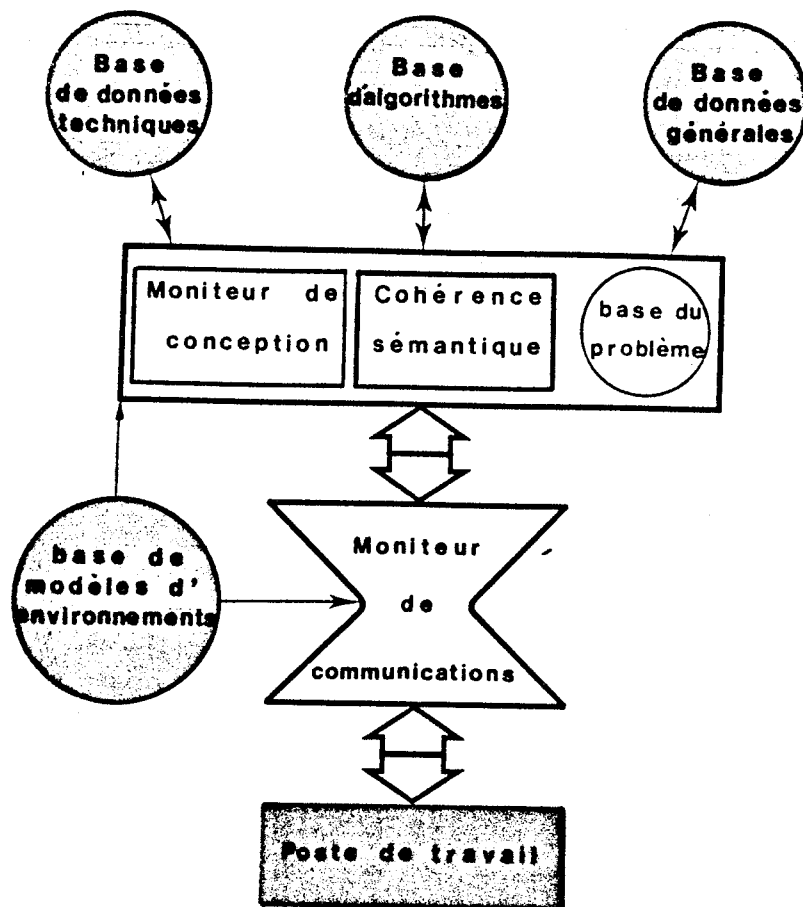 Base
de données
techniques
Base
d'algorithmes
Base
de données
générales
Moniteur de
conception
Cohérence
sémantique
base du
problème
base de
modèles d'
environnements
Moniteur
de
communications
Poste de travail